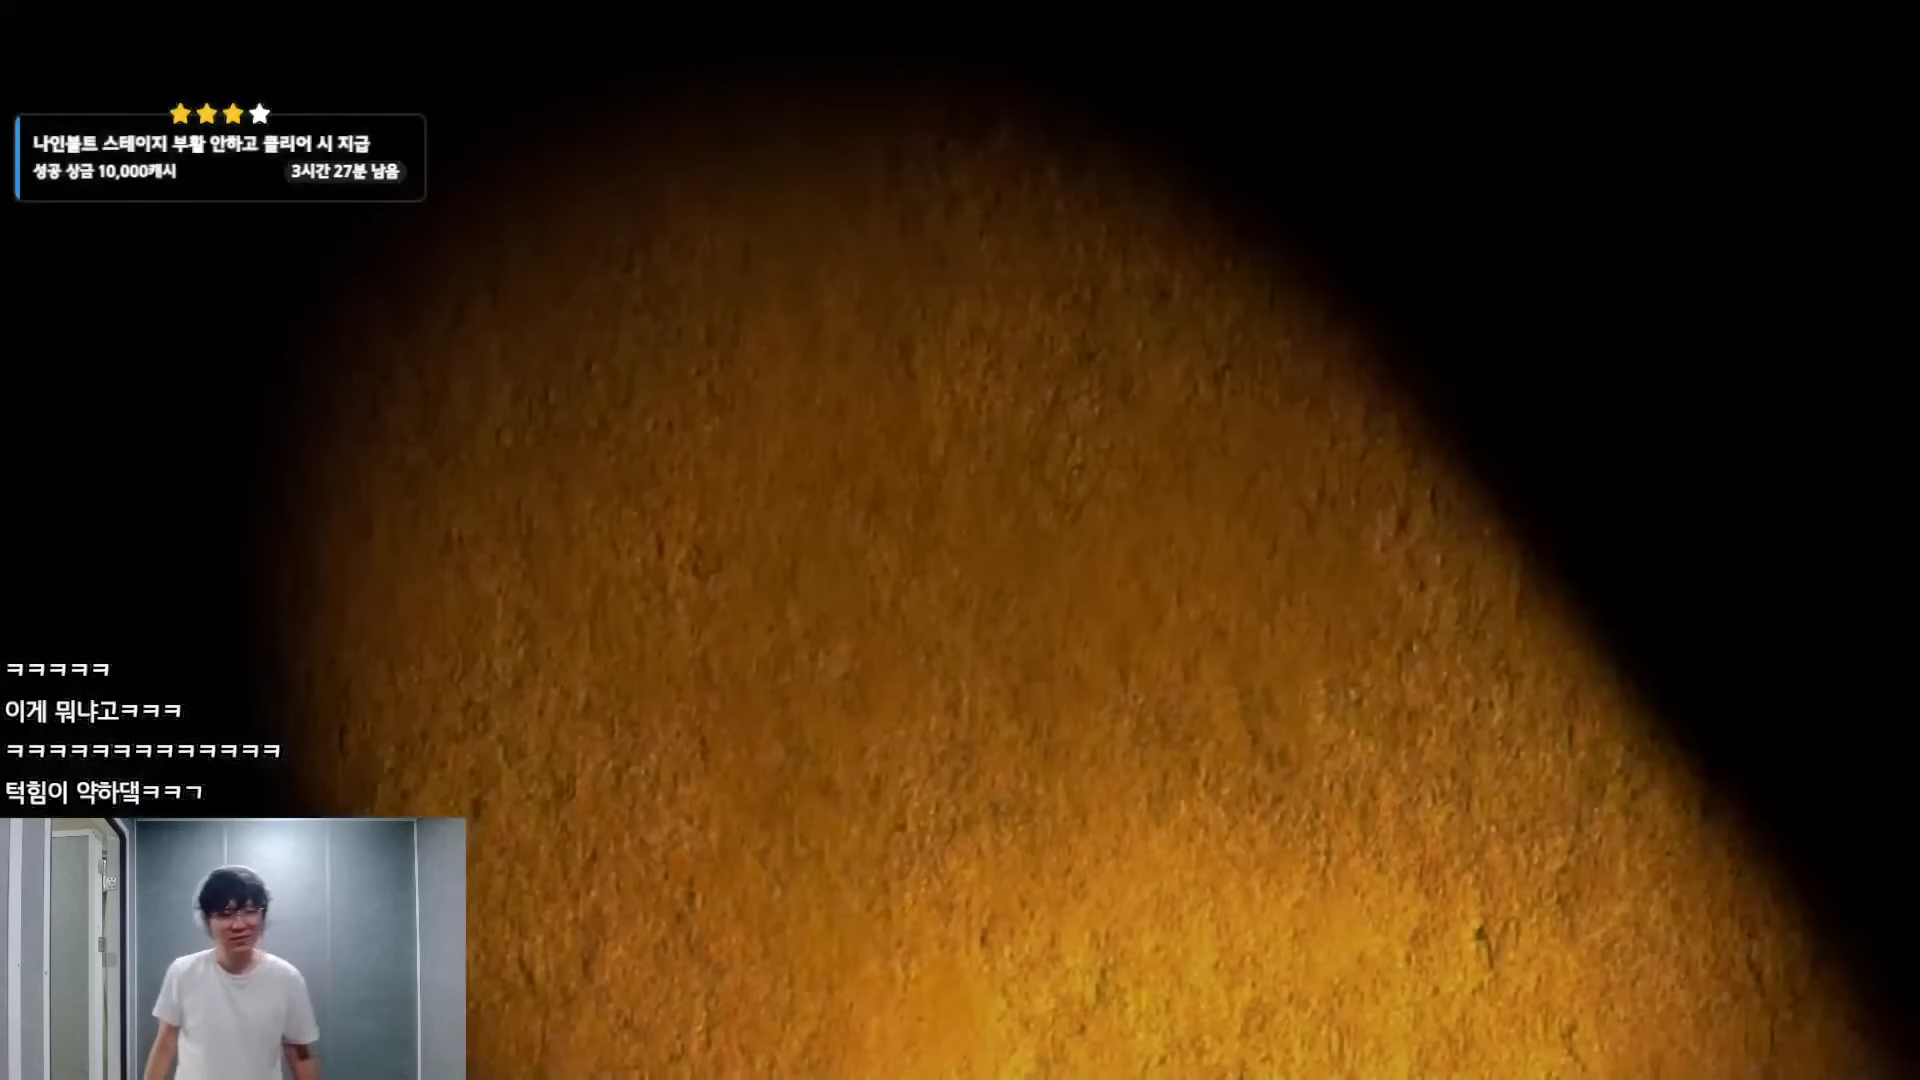 나인볼트 스테이지 부활 안하고 클리어 시 지급
성공 상금 10,000캐시
3시간 27분 남음
ㅋㅋㅋㅋㅋ
이게 뭐냐고ㅋㅋㅋ
ㅋㅋㅋㅋㅋㅋㅋㅋㅋㅋㅋㅋㅋ
턱힘이 약하댘ㅋㅋㄱ